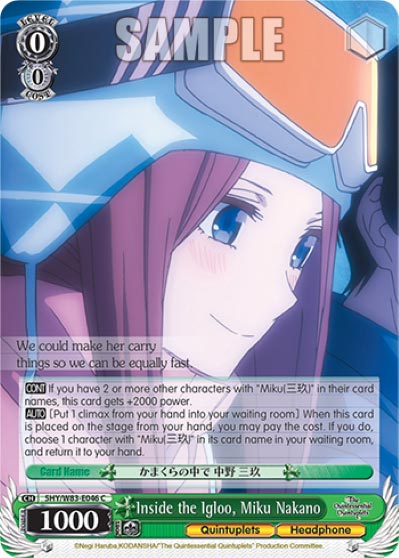 LEVEL
0
SAMPLE
0
COST
We could make her carry
things so we can be equally fast.
CONT If you have 2 or more other characters with "Miku(三玖)" in their card
names, this card gets +2000 power.
AUTO [Put 1 climax from your hand into your waiting room] When this card
is placed on the stage from your hand, you may pay the cost. If you do,
choose 1 character with "Miku(三玖)" in its card name in your waiting room,
and return it to your hand.
Card Name
かまくらの中で 中野 三玖
CH 5HY/W83-E046 C
Inside the Igloo, Miku Nakano
The Quintessential Quintuplets
1000
Quintuplets
Headphone
©Negi Haruba,KODANSHA/"The Quintessential Quintuplets" Production Committee